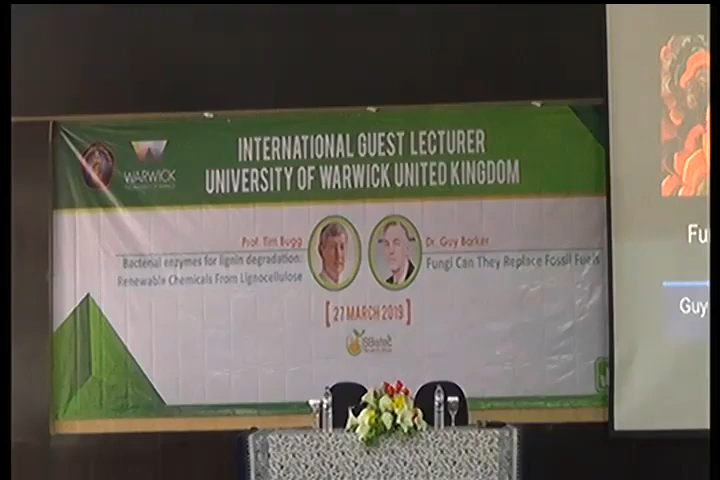 INTERNATIONAL GUEST LECTURER
UNIVERSITY OF WARWICK UNITED KINGDOM
WARWICK
Prof. Tim Bugg
Bacterial enzymes for lignin degradation:
Renewable Chemicals From Lignocellulose
Dr. Guy Barker
Fungi Can They Replace Fossil Fuels
[ 27 MARCH 2019 ]
Fu
Guy